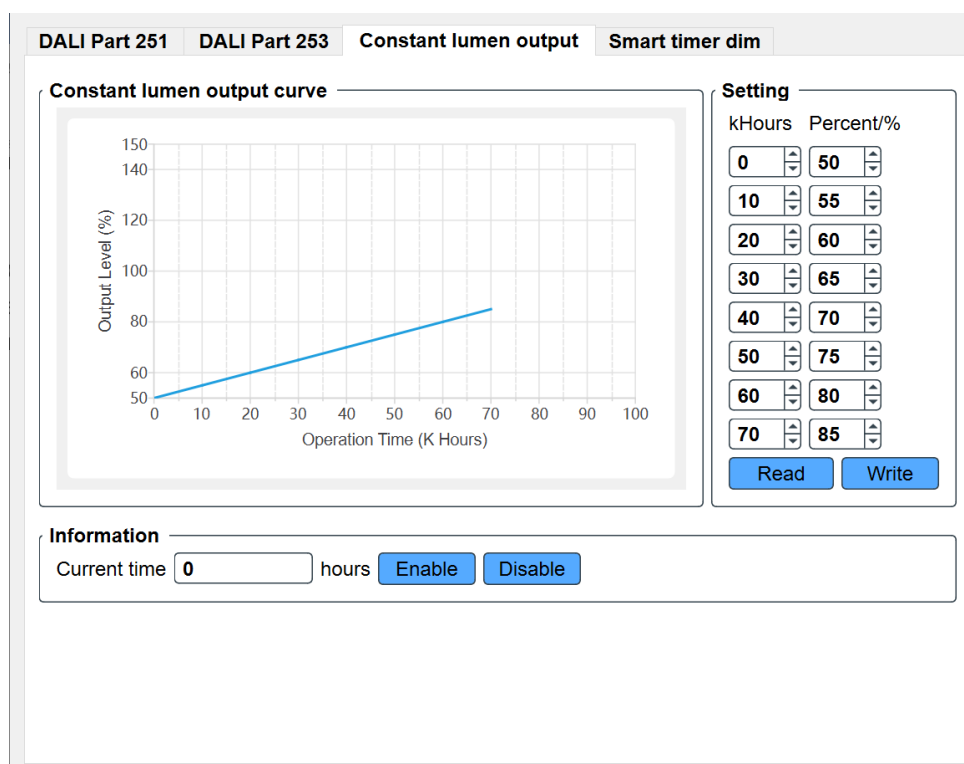 DALI Part 251 DALI Part 253 Constant lumen output Smart timer dim
Constant lumen output curve
150
140
120
100
80
60
50
Output Level (%)
0 10 20 30 40 50 60 70 80 90 100
Operation Time (K Hours)
Setting
kHours Percent/%
0 50
10 55
20 60
30 65
40 70
50 75
60 80
70 85
Read Write
Information
Current time 0 hours Enable Disable